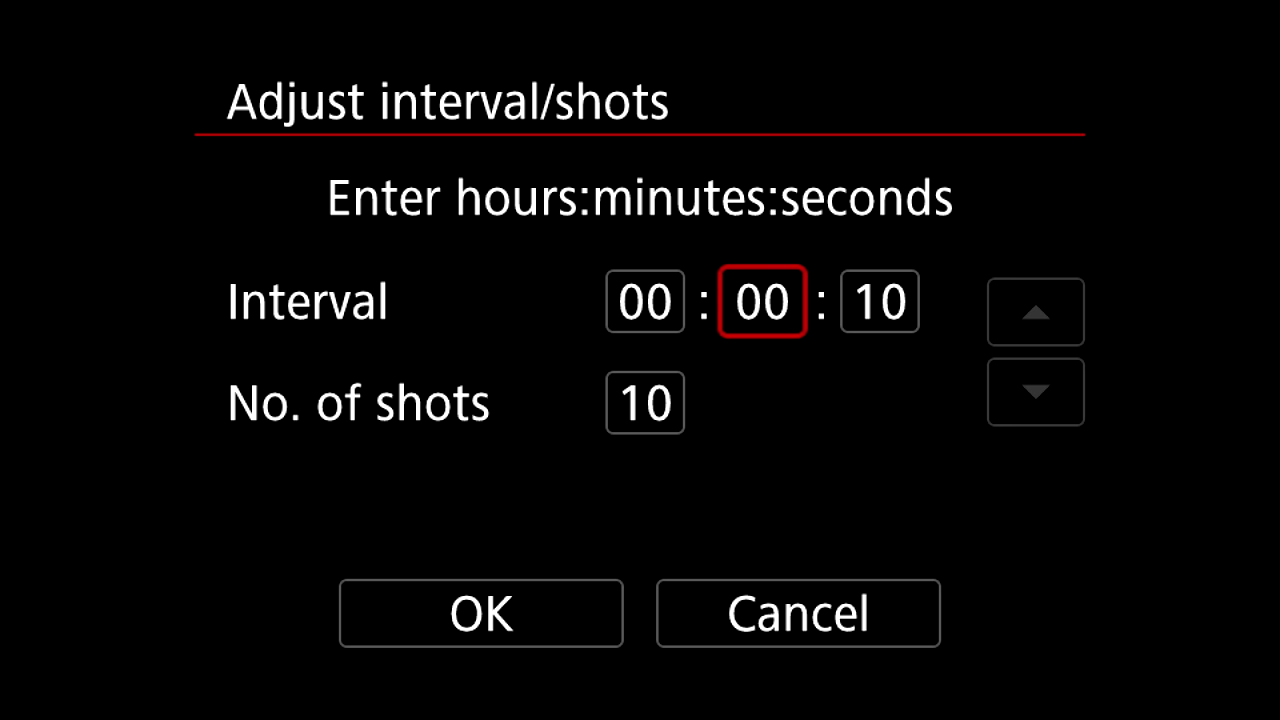 Adjust interval/shots
Enter hours:minutes:seconds
Interval 00 : 00 : 10
No. of shots 10
OK Cancel